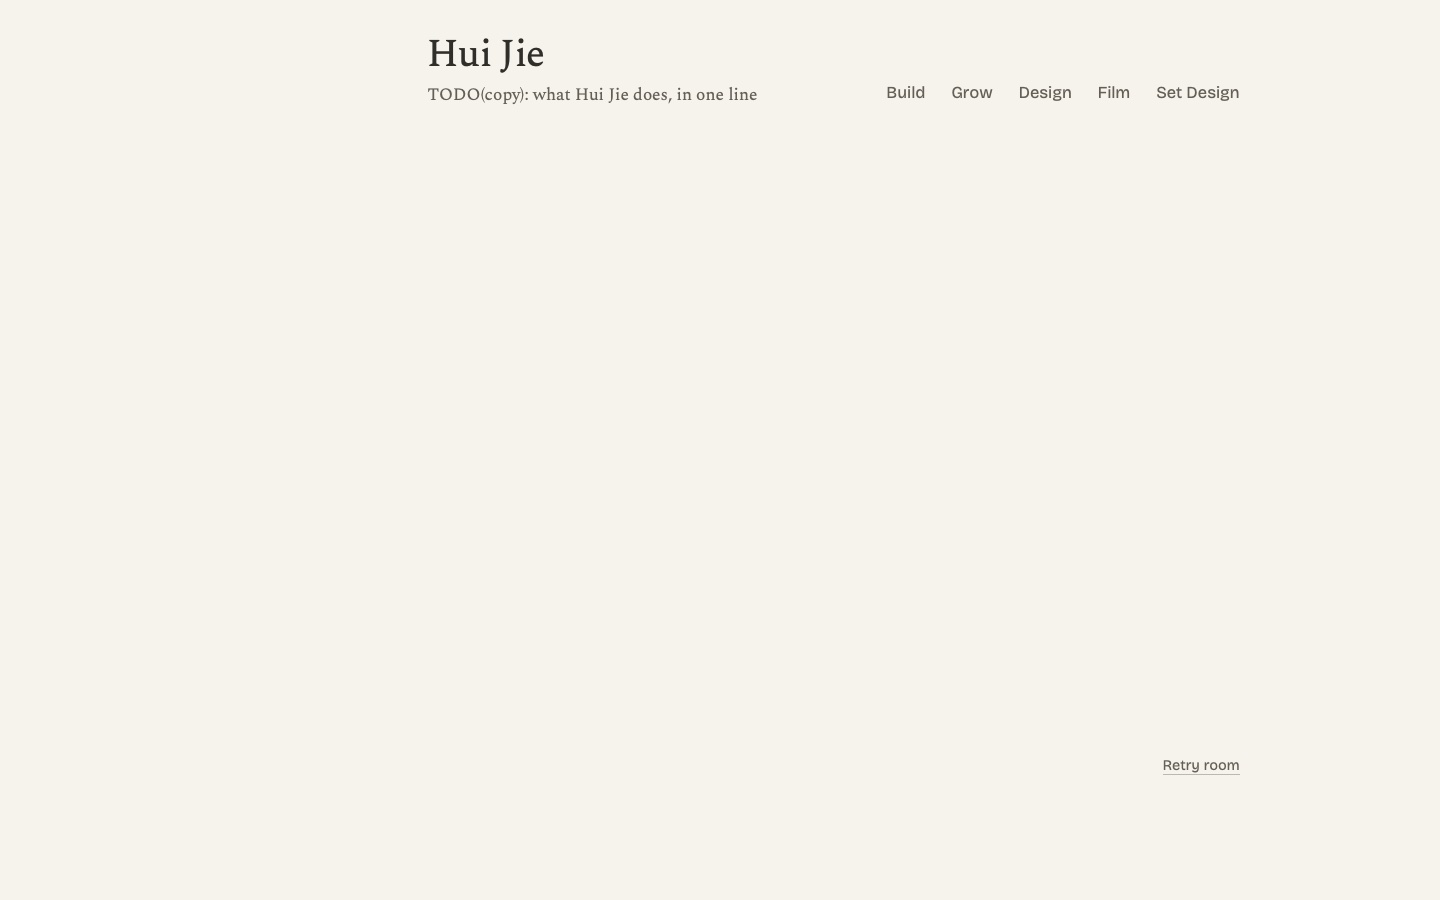 Hui Jie
TODO(copy): what Hui Jie does, in one line
Build Grow Design Film Set Design
Retry room